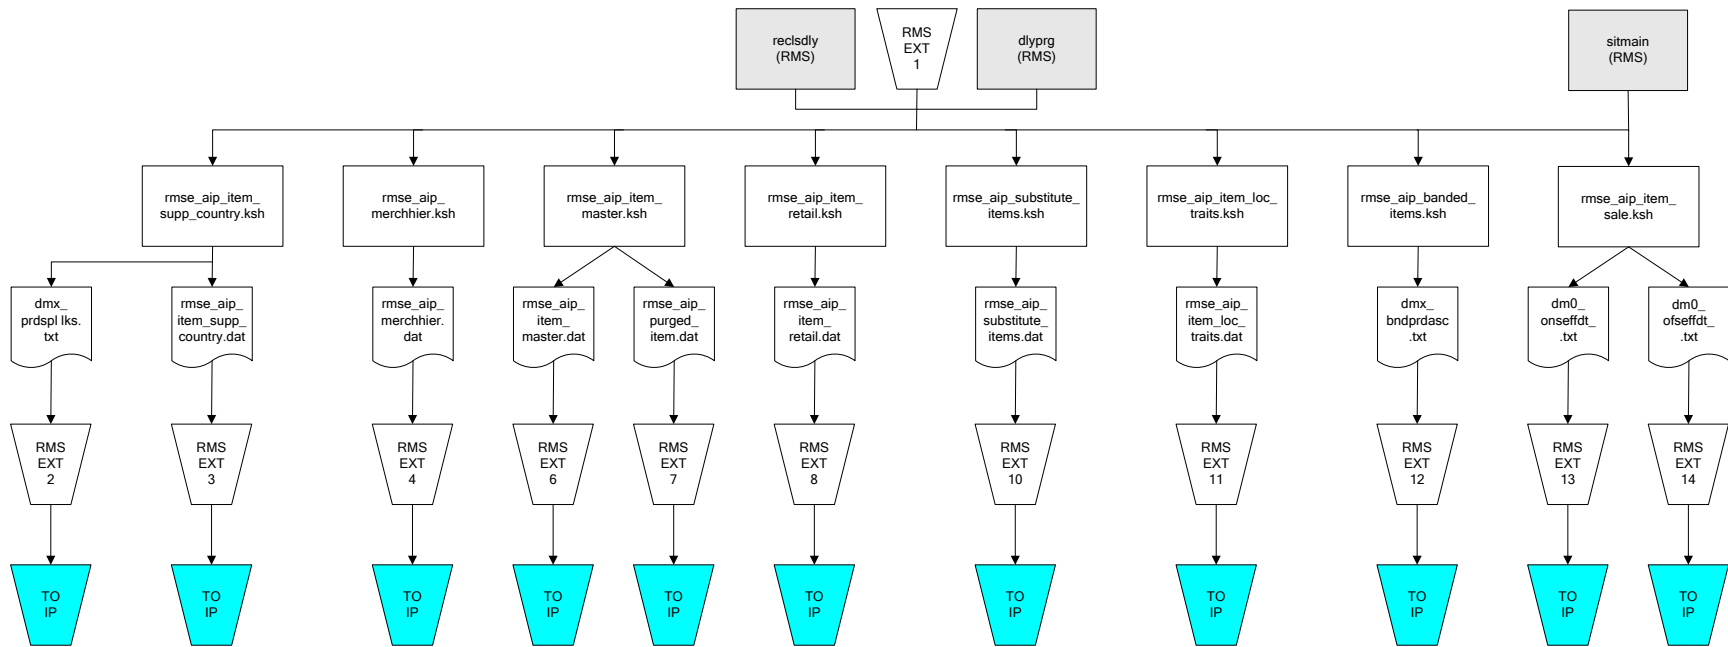 reclsdly
(RMS)
RMS
EXT
1
dlyprg
(RMS)
sitmain
(RMS)
rmse_aip_item_
supp_country.ksh
rmse_aip_
merchhier.ksh
rmse_aip_item_
master.ksh
rmse_aip_item_
retail.ksh
rmse_aip_substitute_
items.ksh
rmse_aip_item_loc_
traits.ksh
rmse_aip_banded_
items.ksh
rmse_aip_item_
sale.ksh
dmx_
prdspl lks.
txt
rmse_aip_
item_supp_
country.dat
rmse_aip_
merchhier.
dat
rmse_aip_
item_
master.dat
rmse_aip_
purged_
item.dat
rmse_aip_
item_
retail.dat
rmse_aip_
substitute_
items.dat
rmse_aip_
item_loc_
traits.dat
dmx_
bndprdasc
.txt
dm0_
onseffdt_
.txt
dm0_
ofseffdt_
.txt
RMS
EXT
2
RMS
EXT
3
RMS
EXT
4
RMS
EXT
6
RMS
EXT
7
RMS
EXT
8
RMS
EXT
10
RMS
EXT
11
RMS
EXT
12
RMS
EXT
13
RMS
EXT
14
TO
IP
TO
IP
TO
IP
TO
IP
TO
IP
TO
IP
TO
IP
TO
IP
TO
IP
TO
IP
TO
IP